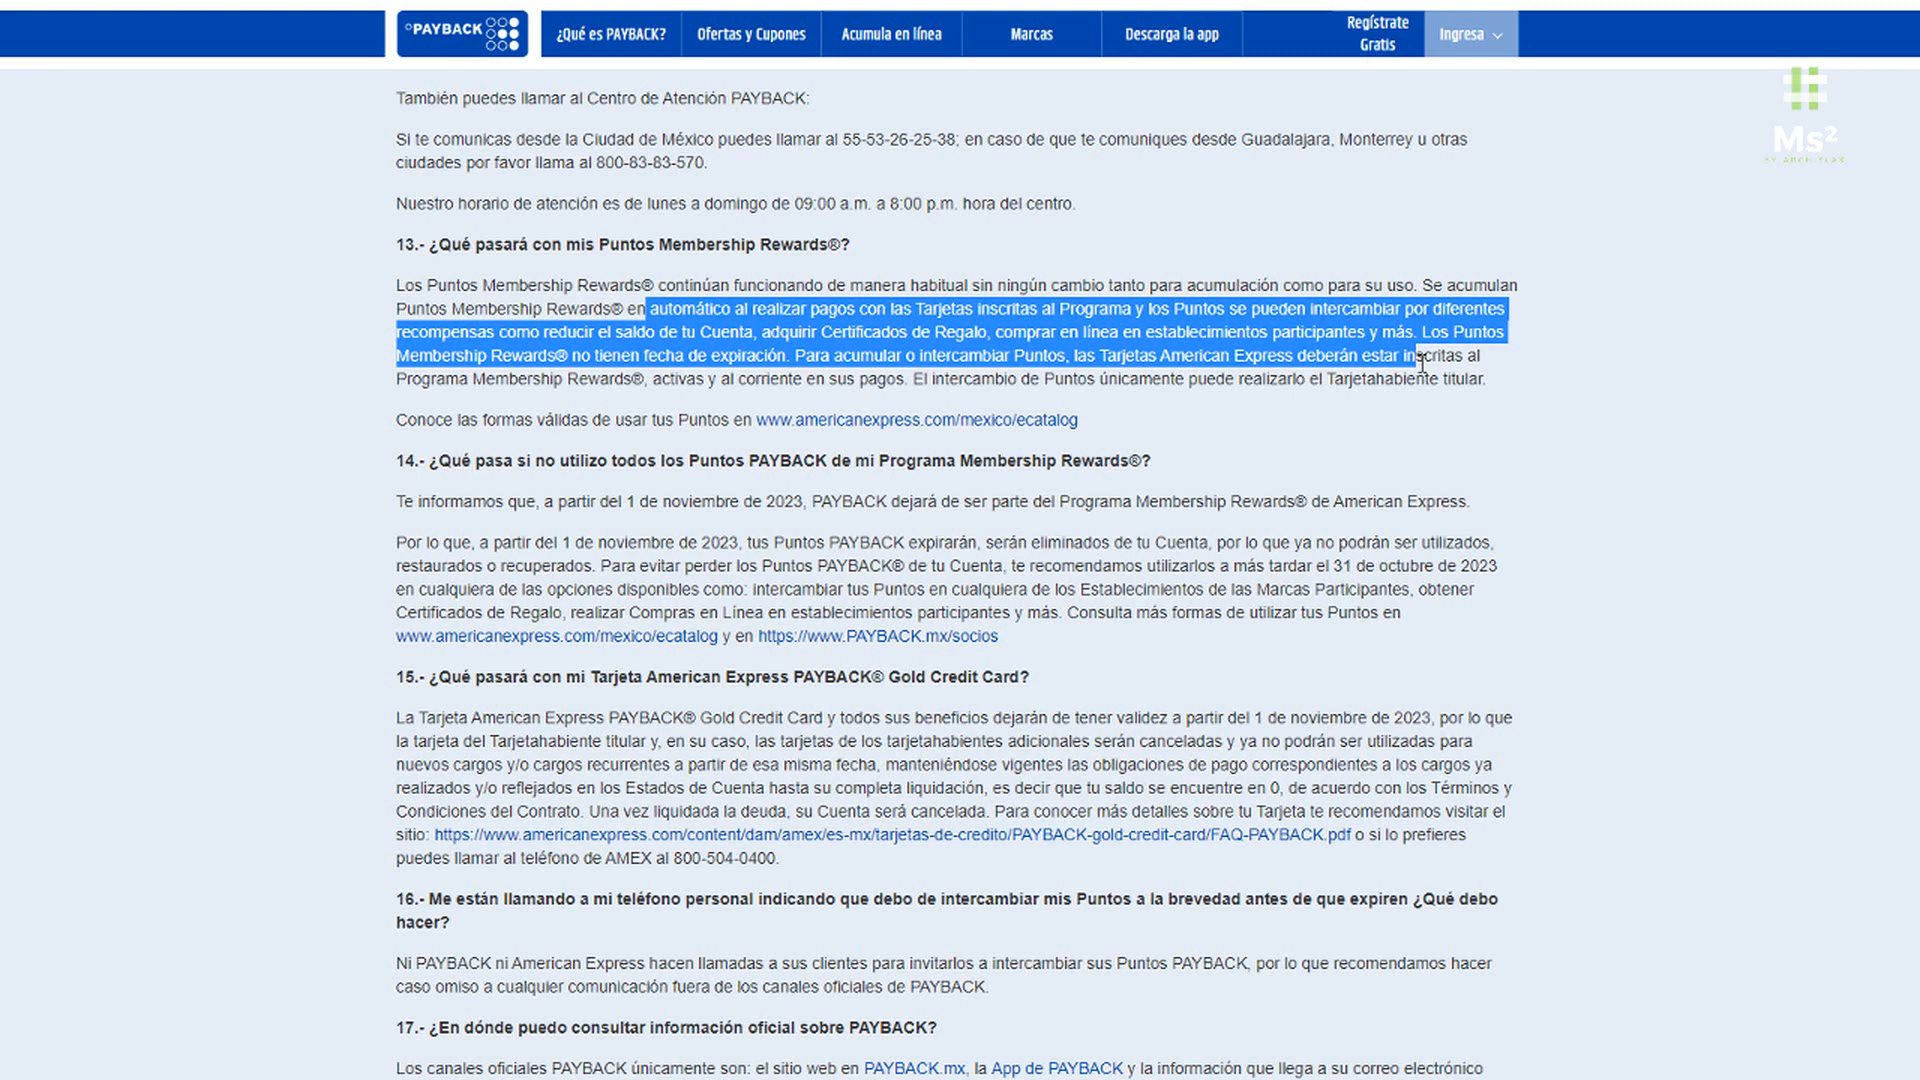 PAYBACK
¿Qué es PAYBACK?
Ofertas y Cupones
Acumula en línea
Marcas
Descarga la app
Regístrate
Gratis
Ingresa
Ms²
BY ARCHITLAB
También puedes llamar al Centro de Atención PAYBACK:
Si te comunicas desde la Ciudad de México puedes llamar al 55-53-26-25-38; en caso de que te comuniques desde Guadalajara, Monterrey u otras
ciudades por favor llama al 800-83-83-570.
Nuestro horario de atención es de lunes a domingo de 09:00 a.m. a 8:00 p.m. hora del centro.
13.- ¿Qué pasará con mis Puntos Membership Rewards®?
Los Puntos Membership Rewards® continúan funcionando de manera habitual sin ningún cambio tanto para acumulación como para su uso. Se acumulan
Puntos Membership Rewards® en automático al realizar pagos con las Tarjetas inscritas al Programa y los Puntos se pueden intercambiar por diferentes
recompensas como reducir el saldo de tu Cuenta, adquirir Certificados de Regalo, comprar en línea en establecimientos participantes y más. Los Puntos
Membership Rewards® no tienen fecha de expiración. Para acumular o intercambiar Puntos, las Tarjetas American Express deberán estar inscritas al
Programa Membership Rewards®, activas y al corriente en sus pagos. El intercambio de Puntos únicamente puede realizarlo el Tarjetahabiente titular.
Conoce las formas válidas de usar tus Puntos en www.americanexpress.com/mexico/ecatalog
14.- ¿Qué pasa si no utilizo todos los Puntos PAYBACK de mi Programa Membership Rewards®?
Te informamos que, a partir del 1 de noviembre de 2023, PAYBACK dejará de ser parte del Programa Membership Rewards® de American Express.
Por lo que, a partir del 1 de noviembre de 2023, tus Puntos PAYBACK expirarán, serán eliminados de tu Cuenta, por lo que ya no podrán ser utilizados,
restaurados o recuperados. Para evitar perder los Puntos PAYBACK® de tu Cuenta, te recomendamos utilizarlos a más tardar el 31 de octubre de 2023
en cualquiera de las opciones disponibles como: intercambiar tus Puntos en cualquiera de los Establecimientos de las Marcas Participantes, obtener
Certificados de Regalo, realizar Compras en Línea en establecimientos participantes y más. Consulta más formas de utilizar tus Puntos en
www.americanexpress.com/mexico/ecatalog y en https://www.PAYBACK.mx/socios
15.- ¿Qué pasará con mi Tarjeta American Express PAYBACK® Gold Credit Card?
La Tarjeta American Express PAYBACK® Gold Credit Card y todos sus beneficios dejarán de tener validez a partir del 1 de noviembre de 2023, por lo que
la tarjeta del Tarjetahabiente titular y, en su caso, las tarjetas de los tarjetahabientes adicionales serán canceladas y ya no podrán ser utilizadas para
nuevos cargos y/o cargos recurrentes a partir de esa misma fecha, manteniéndose vigentes las obligaciones de pago correspondientes a los cargos ya
realizados y/o reflejados en los Estados de Cuenta hasta su completa liquidación, es decir que tu saldo se encuentre en 0, de acuerdo con los Términos y
Condiciones del Contrato. Una vez liquidada la deuda, su Cuenta será cancelada. Para conocer más detalles sobre tu Tarjeta te recomendamos visitar el
sitio: https://www.americanexpress.com/content/dam/amex/es-mx/tarjetas-de-credito/PAYBACK-gold-credit-card/FAQ-PAYBACK.pdf o si lo prefieres
puedes llamar al teléfono de AMEX al 800-504-0400.
16.- Me están llamando a mi teléfono personal indicando que debo de intercambiar mis Puntos a la brevedad antes de que expiren ¿Qué debo
hacer?
Ni PAYBACK ni American Express hacen llamadas a sus clientes para invitarlos a intercambiar sus Puntos PAYBACK, por lo que recomendamos hacer
caso omiso a cualquier comunicación fuera de los canales oficiales de PAYBACK.
17.- ¿En dónde puedo consultar información oficial sobre PAYBACK?
Los canales oficiales PAYBACK únicamente son: el sitio web en PAYBACK.mx, la App de PAYBACK y la información que llega a su correo electrónico